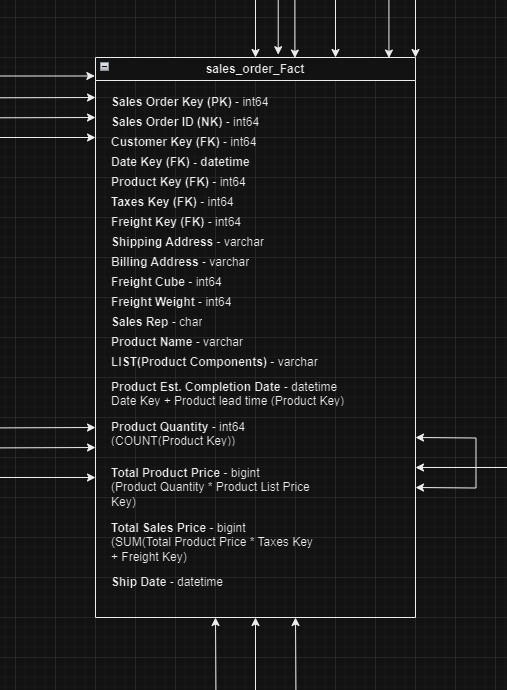 sales_order_Fact
Sales Order Key (PK) - int64
Sales Order ID (NK) - int64
Customer Key (FK) - int64
Date Key (FK) - datetime
Product Key (FK) - int64
Taxes Key (FK) - int64
Freight Key (FK) - int64
Shipping Address - varchar
Billing Address - varchar
Freight Cube - int64
Freight Weight - int64
Sales Rep - char
Product Name - varchar
LIST(Product Components) - varchar
Product Est. Completion Date - datetime
Date Key + Product lead time (Product Key)
Product Quantity - int64
(COUNT(Product Key))
Total Product Price - bigint
(Product Quantity * Product List Price
Key)
Total Sales Price - bigint
(SUM(Total Product Price * Taxes Key
+ Freight Key)
Ship Date - datetime